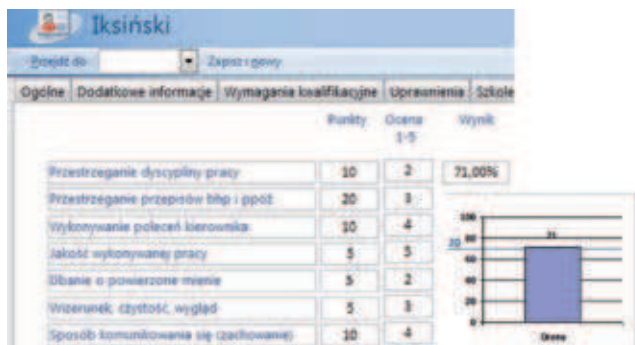 Iksiński
Przejdź do Zapisz i nowy
Ogólne Dodatkowe informacje Wymagania kwalifikacyjne Uprawnienia Szkole
Punkty Ocena 1-5 Wynik
Przestrzeganie dyscypliny pracy 10 2 71,00%
Przestrzeganie przepisów bhp i ppoż 20 3
Wykonywanie poleceń kierownika 10 4
Jakość wykonywanej pracy 5 5
Dbanie o powierzone mienie 5 2
Wizerunek, czystość, wygląd 5 3
Sposób komunikowania się (zachowanie) 10 4
100
80
70
71
60
40
20
0
Ocena